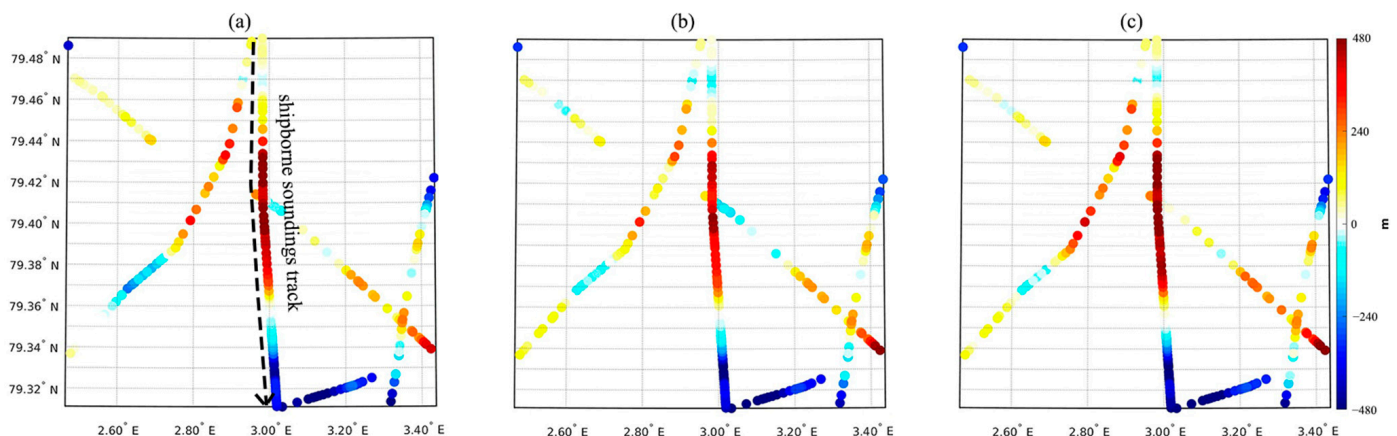 (a)
(b)
(c)
79.48° N
79.46° N
79.44° N
79.42° N
79.40° N
79.38° N
79.36° N
79.34° N
79.32° N
shipborne soundings track
2.60° E
2.80° E
3.00° E
3.20° E
3.40° E
2.60° E
2.80° E
3.00° E
3.20° E
3.40° E
2.60° E
2.80° E
3.00° E
3.20° E
3.40° E
480
240
0
−240
−480
m